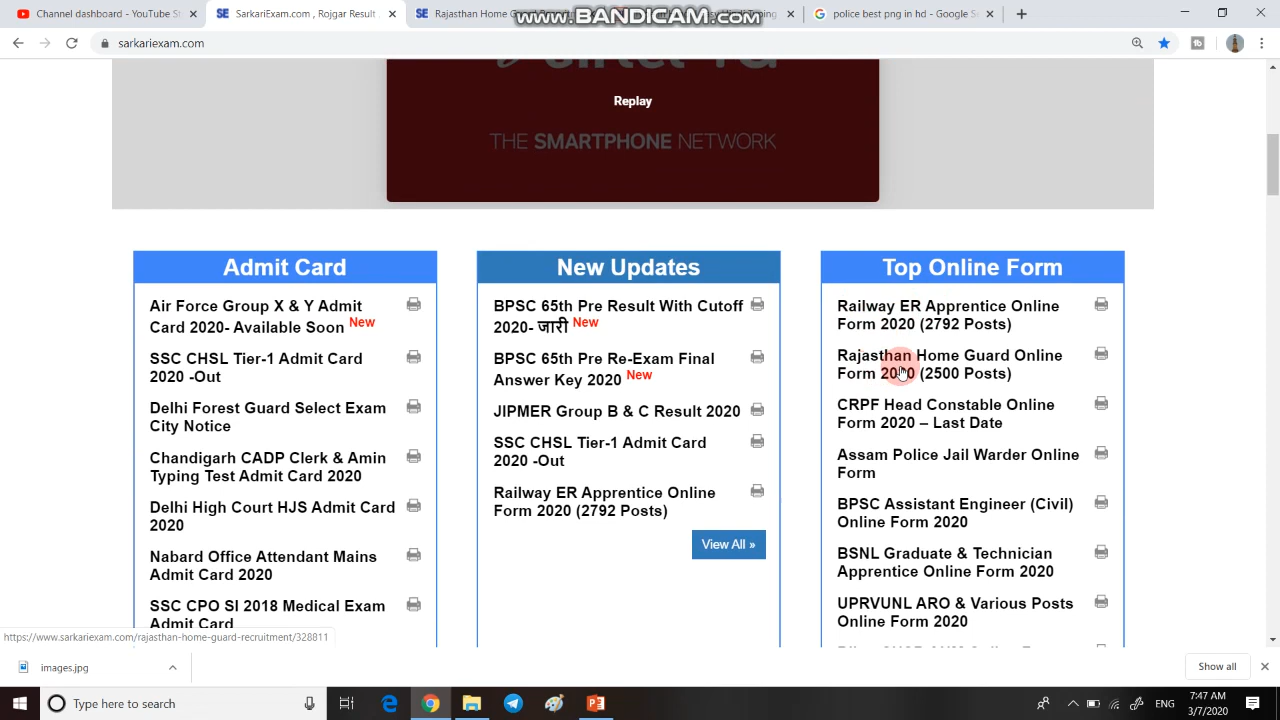 Channel
SE Jobs Sarkari Exam.com , Rojgar Result ,
SE Rajasthan Home G
police best png - Google S
www.BANDICAM.com
sarkariexam.com
airtel 4G
Replay
THE SMARTPHONE NETWORK
Admit Card
Air Force Group X & Y Admit
Card 2020- Available Soon New
SSC CHSL Tier-1 Admit Card
2020 -Out
Delhi Forest Guard Select Exam
City Notice
Chandigarh CADP Clerk & Amin
Typing Test Admit Card 2020
Delhi High Court HJS Admit Card
2020
Nabard Office Attendant Mains
Admit Card 2020
SSC CPO SI 2018 Medical Exam
Admit Card
New Updates
BPSC 65th Pre Result With Cutoff
2020- जारी New
BPSC 65th Pre Re-Exam Final
Answer Key 2020 New
JIPMER Group B & C Result 2020
SSC CHSL Tier-1 Admit Card
2020 -Out
Railway ER Apprentice Online
Form 2020 (2792 Posts)
View All »
Top Online Form
Railway ER Apprentice Online
Form 2020 (2792 Posts)
Rajasthan Home Guard Online
Form 2020 (2500 Posts)
CRPF Head Constable Online
Form 2020 – Last Date
Assam Police Jail Warder Online
Form
BPSC Assistant Engineer (Civil)
Online Form 2020
BSNL Graduate & Technician
Apprentice Online Form 2020
UPRVUNL ARO & Various Posts
Online Form 2020
https://www.sarkariexam.com/rajasthan-home-guard-recruitment/328811
images.jpg
Show all
Type here to search
ENG
7:47 AM
3/7/2020